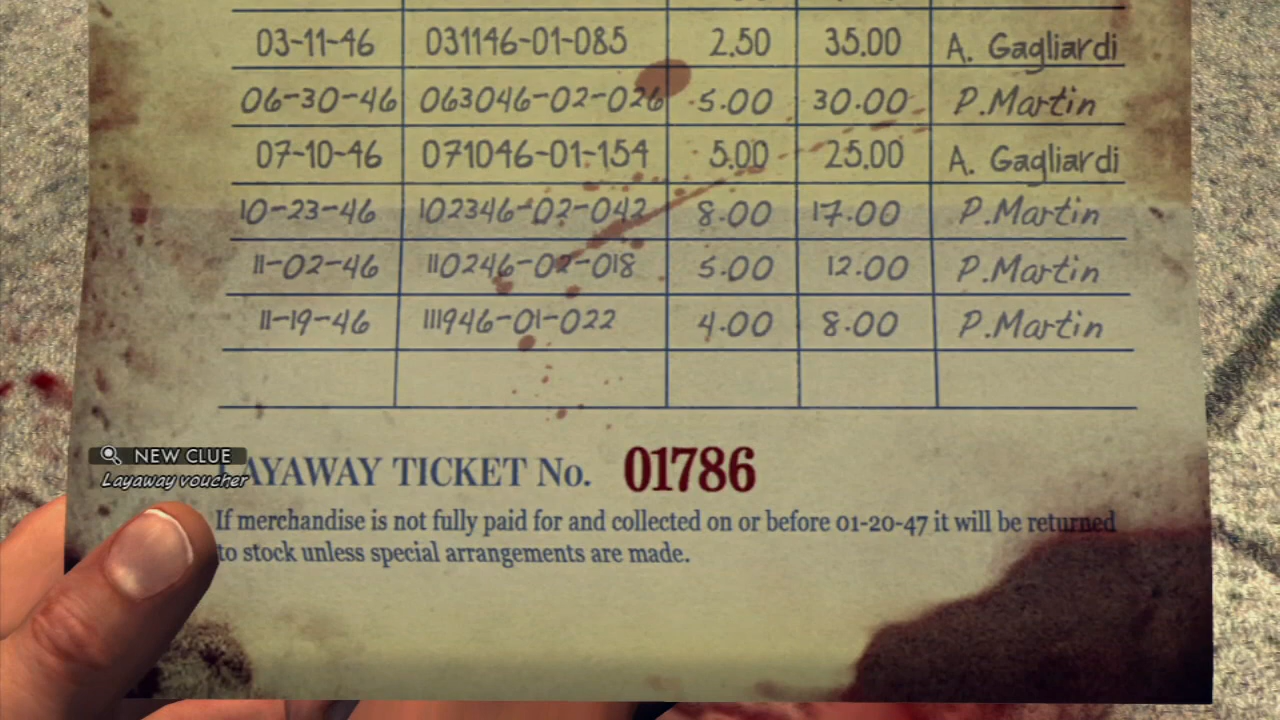 03-11-46 031146-01-085 2.50 35.00 A. Gagliardi
06-30-46 063046-02-026 5.00 30.00 P.Martin
07-10-46 071046-01-154 5.00 25.00 A. Gagliardi
10-23-46 102346-02-042 8.00 17.00 P.Martin
11-02-46 110246-02-018 5.00 12.00 P.Martin
11-19-46 111946-01-022 4.00 8.00 P.Martin
NEW CLUE
Layaway voucher
LAYAWAY TICKET No. 01786
If merchandise is not fully paid for and collected on or before 01-20-47 it will be returned
to stock unless special arrangements are made.